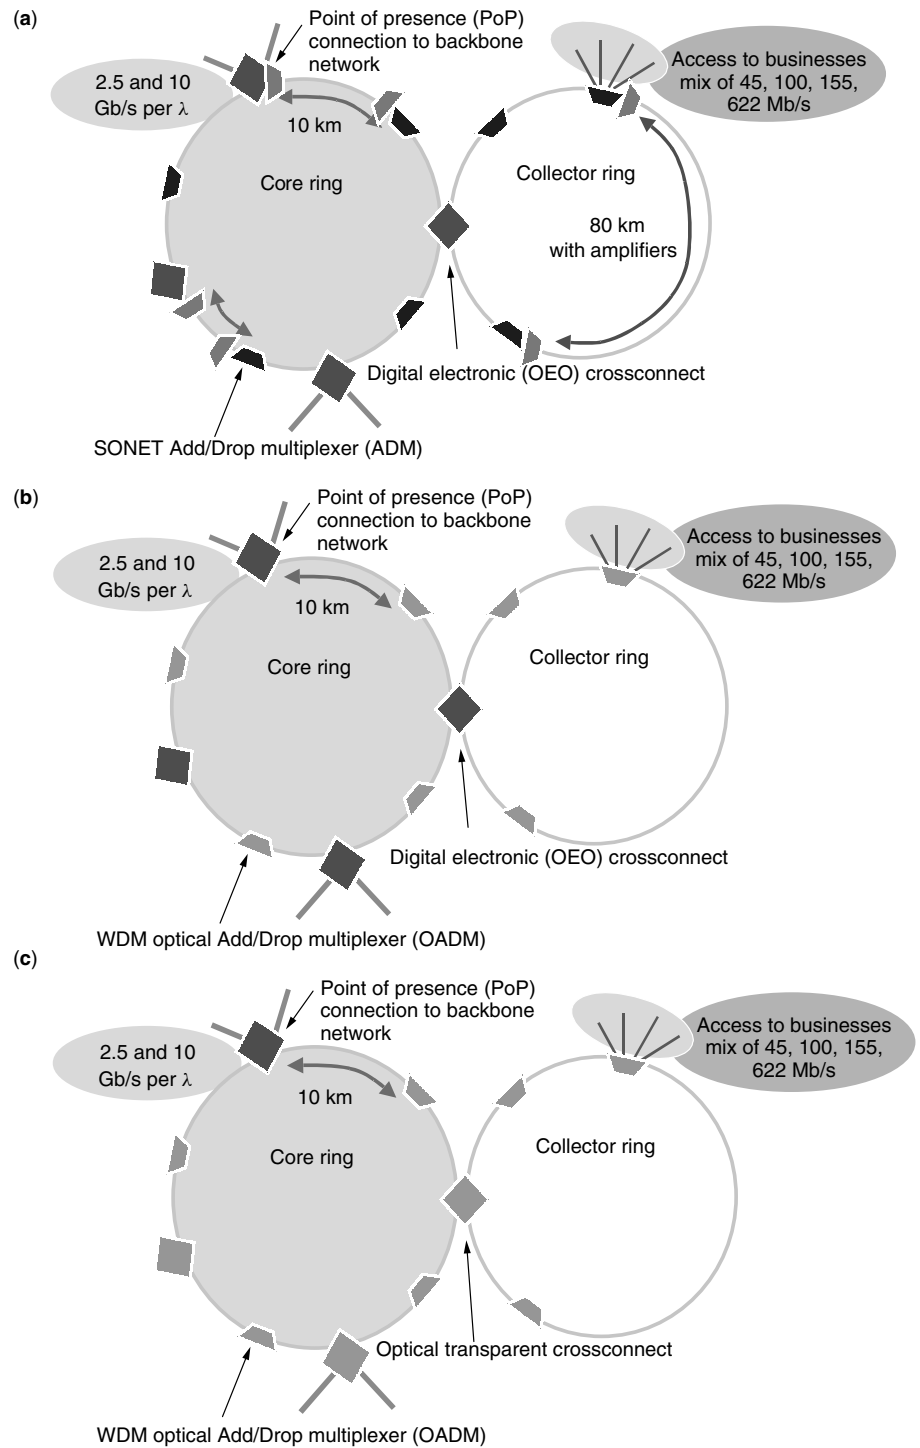 (a)
Point of presence (PoP)
connection to backbone
network
2.5 and 10
Gb/s per λ
10 km
Core ring
Access to businesses
mix of 45, 100, 155,
622 Mb/s
Collector ring
80 km
with amplifiers
Digital electronic (OEO) crossconnect
SONET Add/Drop multiplexer (ADM)
(b)
Point of presence (PoP)
connection to backbone
network
2.5 and 10
Gb/s per λ
10 km
Core ring
Access to businesses
mix of 45, 100, 155,
622 Mb/s
Collector ring
Digital electronic (OEO) crossconnect
WDM optical Add/Drop multiplexer (OADM)
(c)
Point of presence (PoP)
connection to backbone
network
2.5 and 10
Gb/s per λ
10 km
Core ring
Access to businesses
mix of 45, 100, 155,
622 Mb/s
Collector ring
Optical transparent crossconnect
WDM optical Add/Drop multiplexer (OADM)